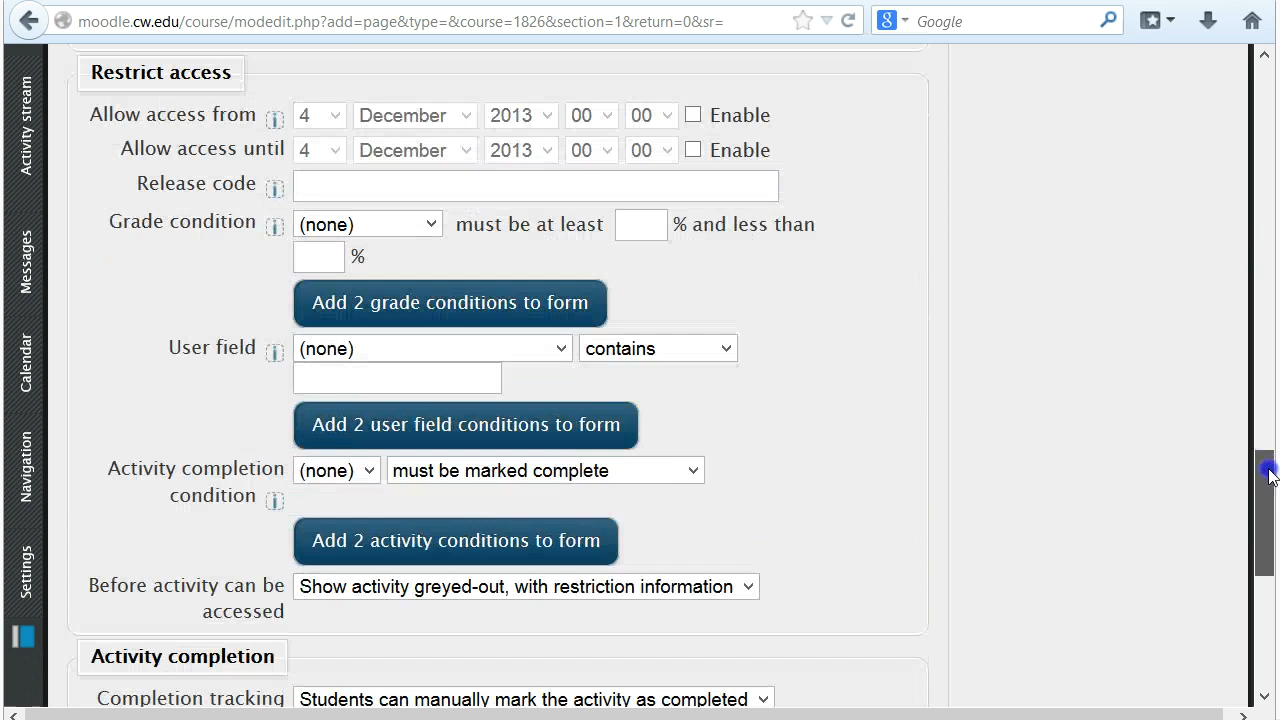 moodle.cw.edu/course/modedit.php?add=page&type=&course=1826&section=1&return=0&sr=
Google
Activity stream
Messages
Calendar
Navigation
Settings
Restrict access
Allow access from 4 December 2013 00 00 Enable
Allow access until 4 December 2013 00 00 Enable
Release code
Grade condition (none) must be at least % and less than
%
Add 2 grade conditions to form
User field (none) contains
Add 2 user field conditions to form
Activity completion (none) must be marked complete
condition
Add 2 activity conditions to form
Before activity can be Show activity greyed-out, with restriction information
accessed
Activity completion
Completion tracking Students can manually mark the activity as completed